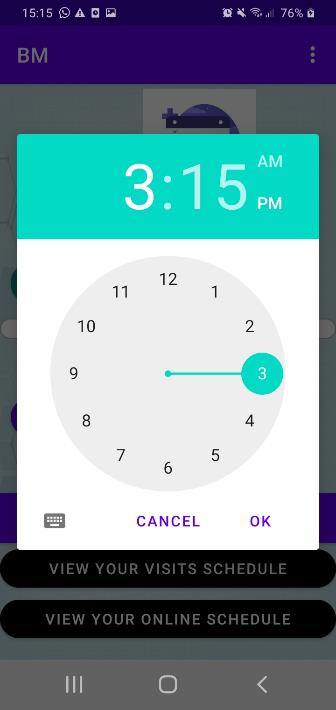 15:15 76%
BM
3:15 AM
PM
12
11 1
10 2
9 3
8 4
7 5
6
CANCEL OK
VIEW YOUR VISITS SCHEDULE
VIEW YOUR ONLINE SCHEDULE